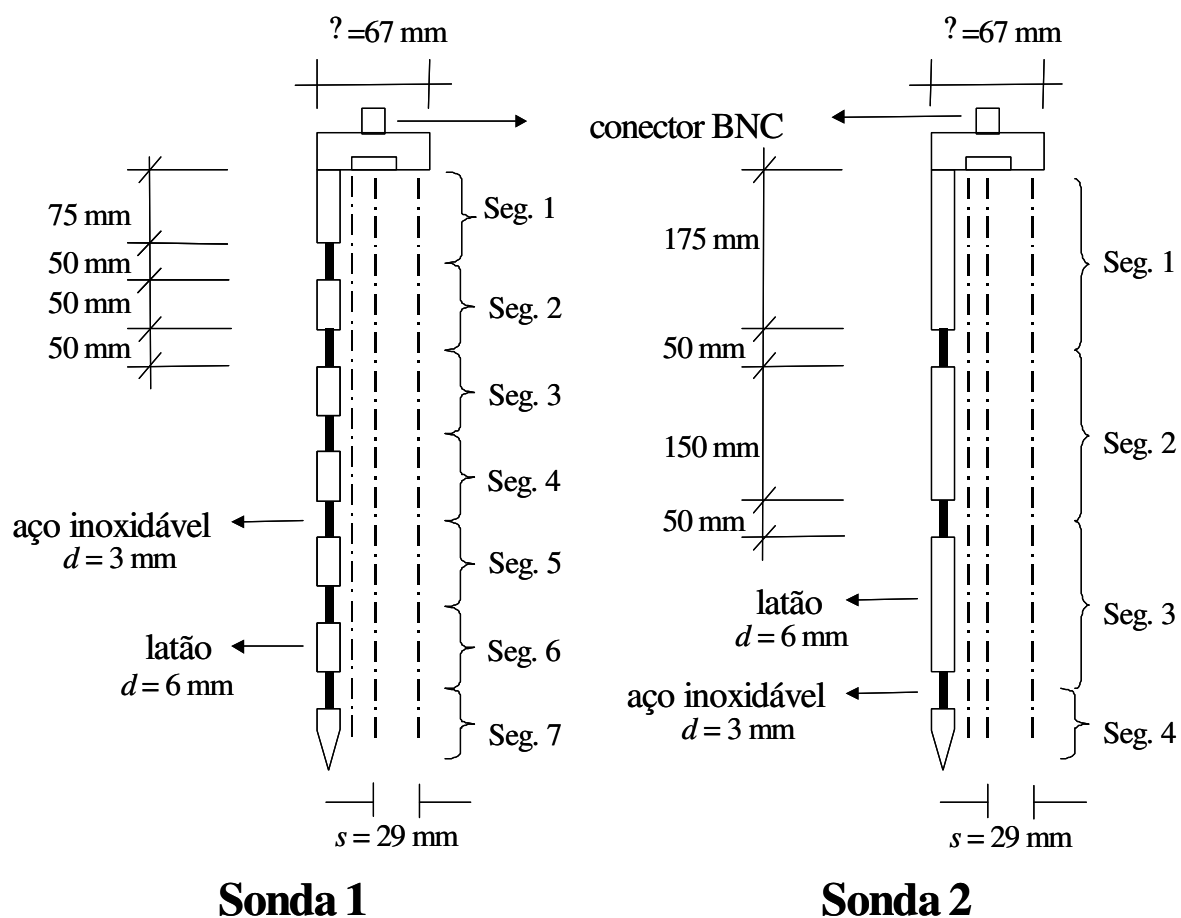 ? =67 mm
? =67 mm
conector BNC
75 mm
50 mm
50 mm
50 mm
Seg. 1
Seg. 2
Seg. 3
Seg. 4
Seg. 5
Seg. 6
Seg. 7
aço inoxidável
d = 3 mm
latão
d = 6 mm
s = 29 mm
Sonda 1
175 mm
50 mm
150 mm
50 mm
Seg. 1
Seg. 2
Seg. 3
Seg. 4
latão
d = 6 mm
aço inoxidável
d = 3 mm
s = 29 mm
Sonda 2